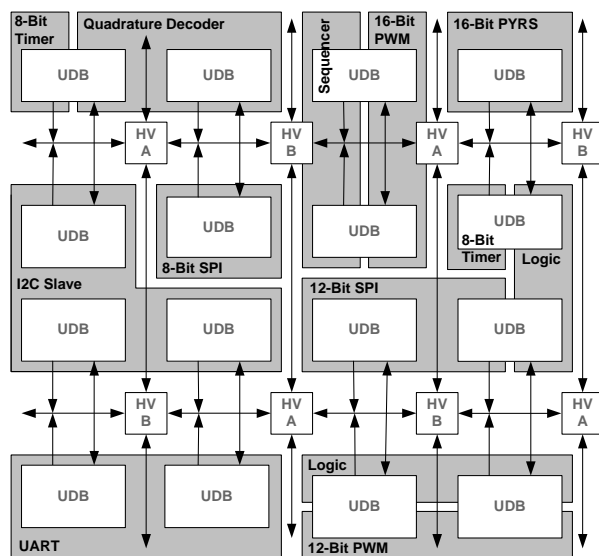 8-Bit
Timer
Quadrature Decoder
Sequencer
16-Bit
PWM
16-Bit PYRS
UDB
UDB
UDB
UDB
HV
A
HV
B
HV
A
HV
B
UDB
UDB
UDB
UDB
8-Bit SPI
8-Bit
Timer
Logic
I2C Slave
12-Bit SPI
UDB
UDB
UDB
UDB
HV
B
HV
A
HV
B
HV
A
Logic
UDB
UDB
UDB
UDB
UART
12-Bit PWM